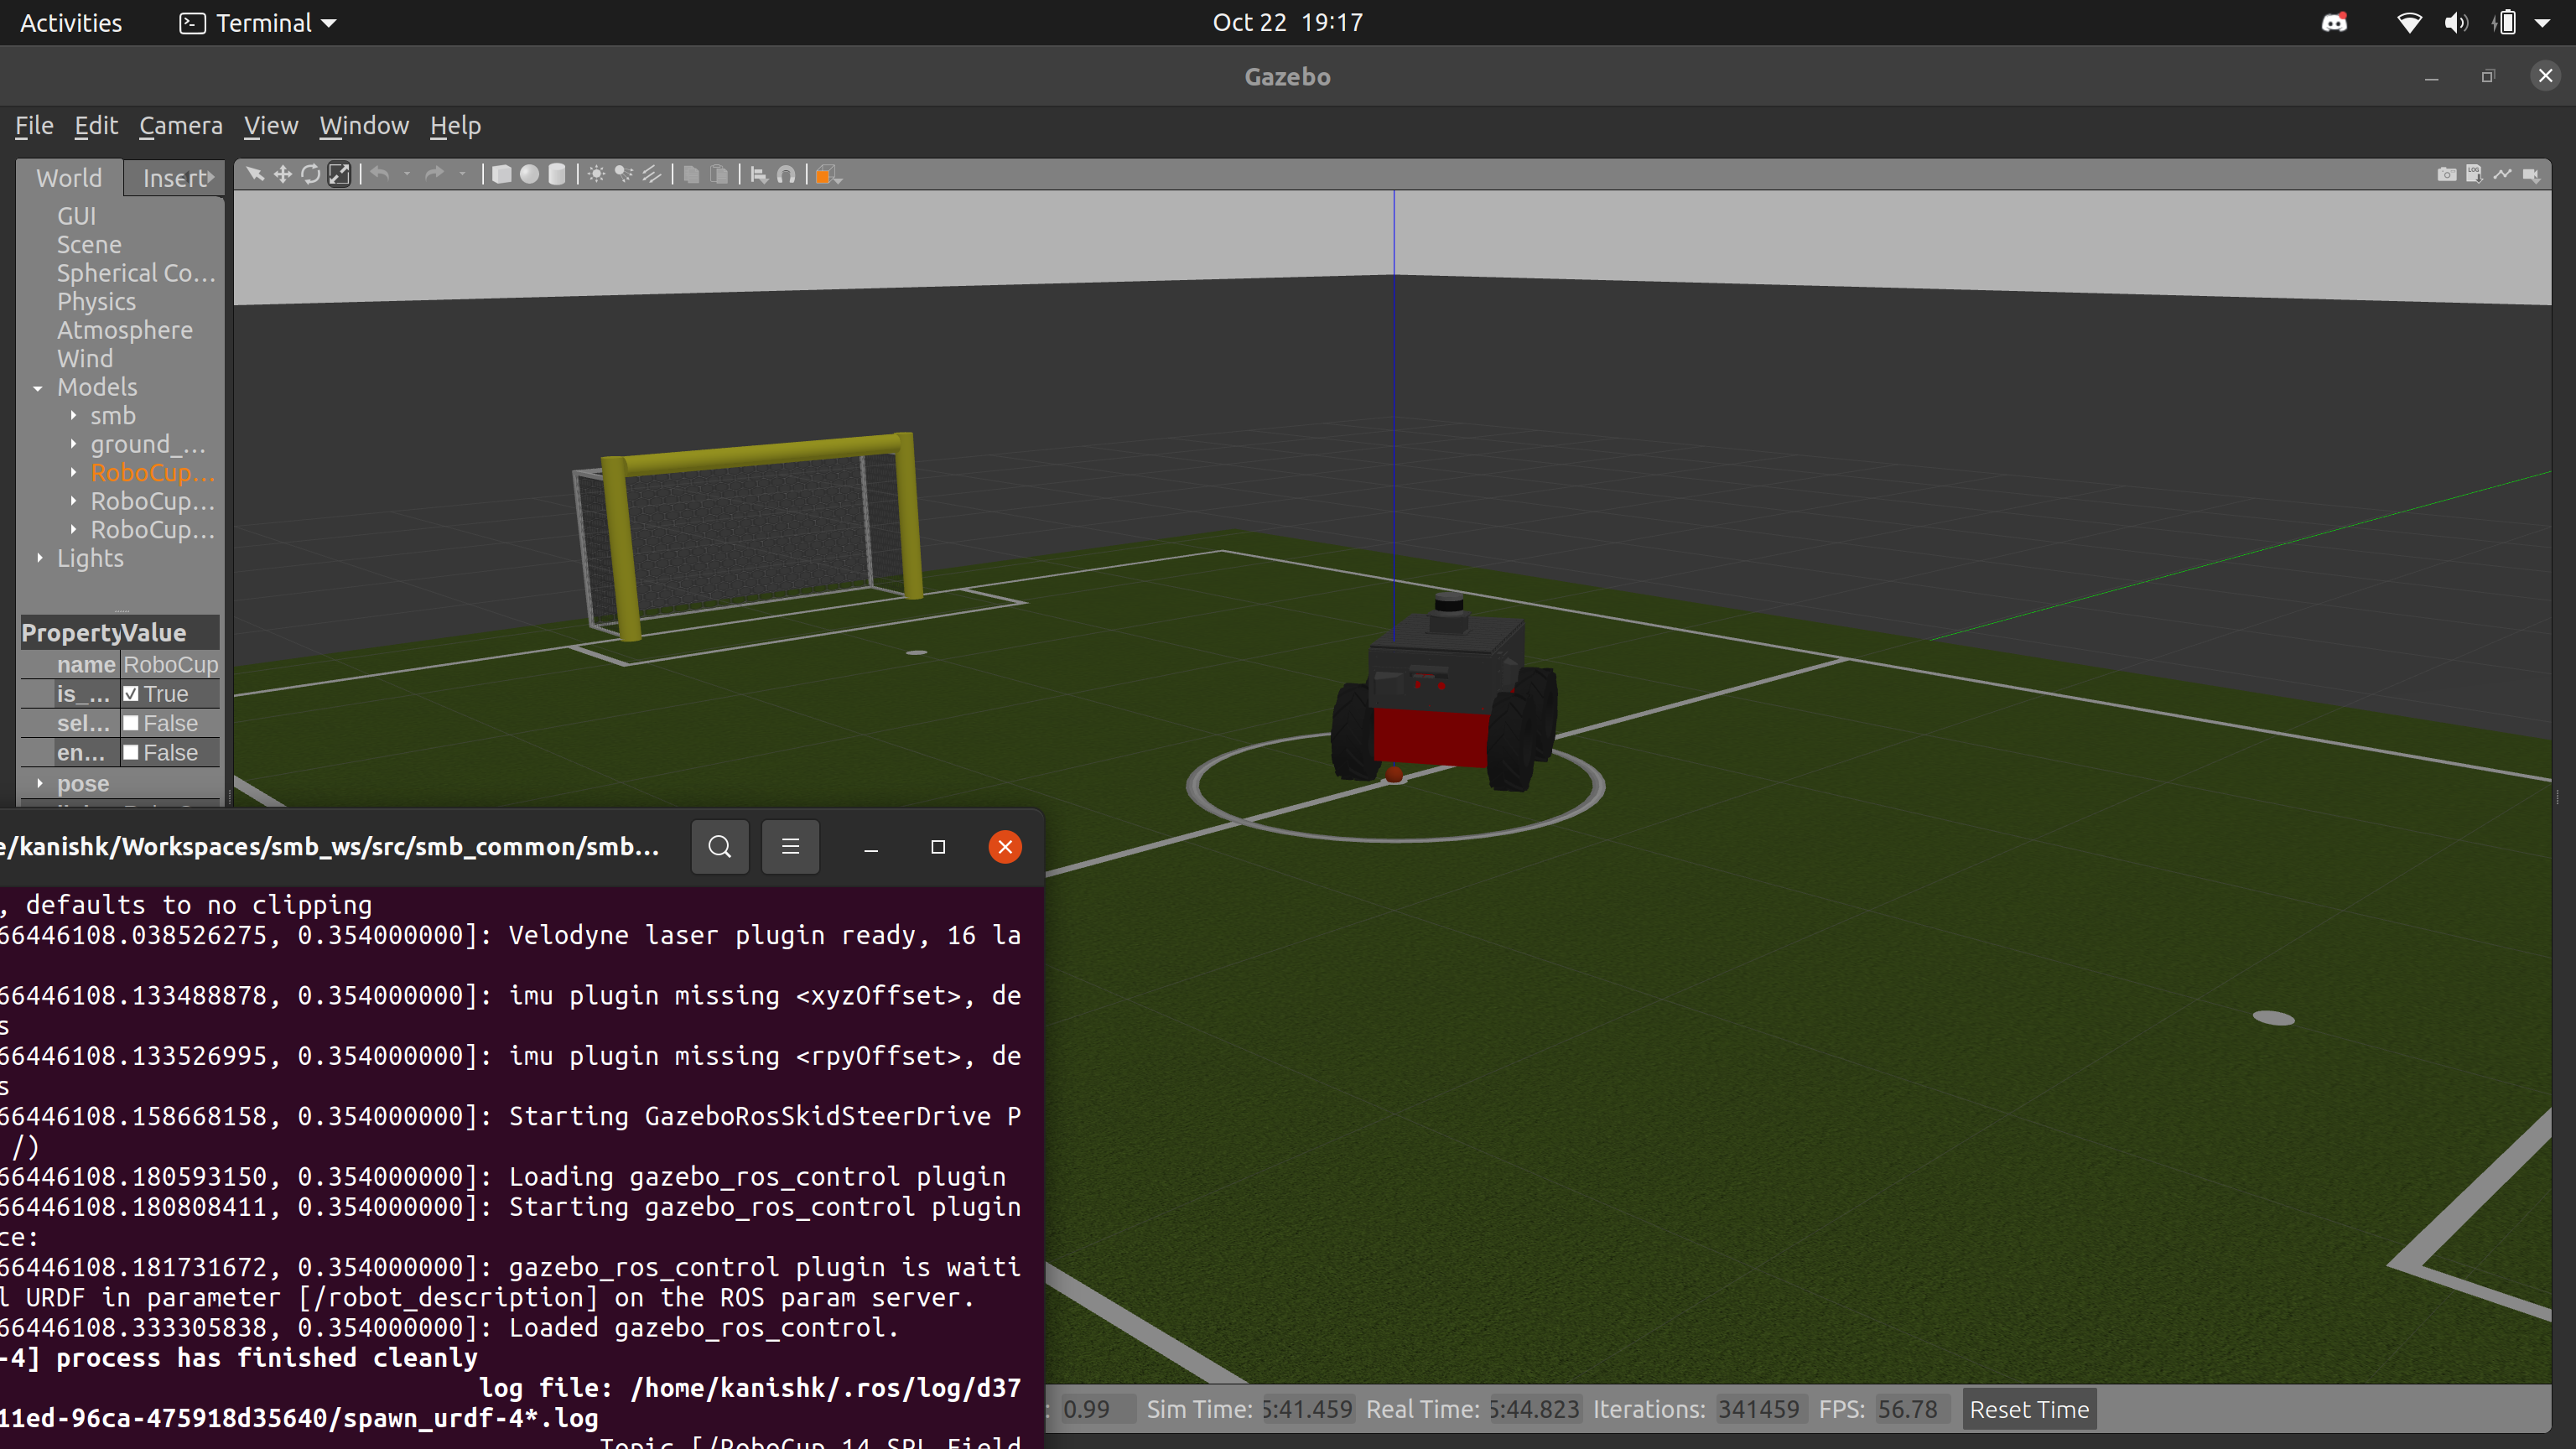 Activities Terminal Oct 22 19:17
Gazebo
File Edit Camera View Window Help
World Insert
GUI
Scene
Spherical Co...
Physics
Atmosphere
Wind
Models
smb
ground_...
RoboCup...
RoboCup...
RoboCup...
Lights
Property Value
name RoboCup
is_... True
sel... False
en... False
pose
e/kanishk/Workspaces/smb_ws/src/smb_common/smb...
, defaults to no clipping
66446108.038526275, 0.354000000]: Velodyne laser plugin ready, 16 la
66446108.133488878, 0.354000000]: imu plugin missing <xyzOffset>, de
s
66446108.133526995, 0.354000000]: imu plugin missing <rpyOffset>, de
s
66446108.158668158, 0.354000000]: Starting GazeboRosSkidSteerDrive P
/)
66446108.180593150, 0.354000000]: Loading gazebo_ros_control plugin
66446108.180808411, 0.354000000]: Starting gazebo_ros_control plugin
ce:
66446108.181731672, 0.354000000]: gazebo_ros_control plugin is waiti
l URDF in parameter [/robot_description] on the ROS param server.
66446108.333305838, 0.354000000]: Loaded gazebo_ros_control.
-4] process has finished cleanly
log file: /home/kanishk/.ros/log/d37
11ed-96ca-475918d35640/spawn_urdf-4*.log
Topic [/RoboCup 14 SPL Field
: 0.99 Sim Time: 5:41.459 Real Time: 5:44.823 Iterations: 341459 FPS: 56.78 Reset Time